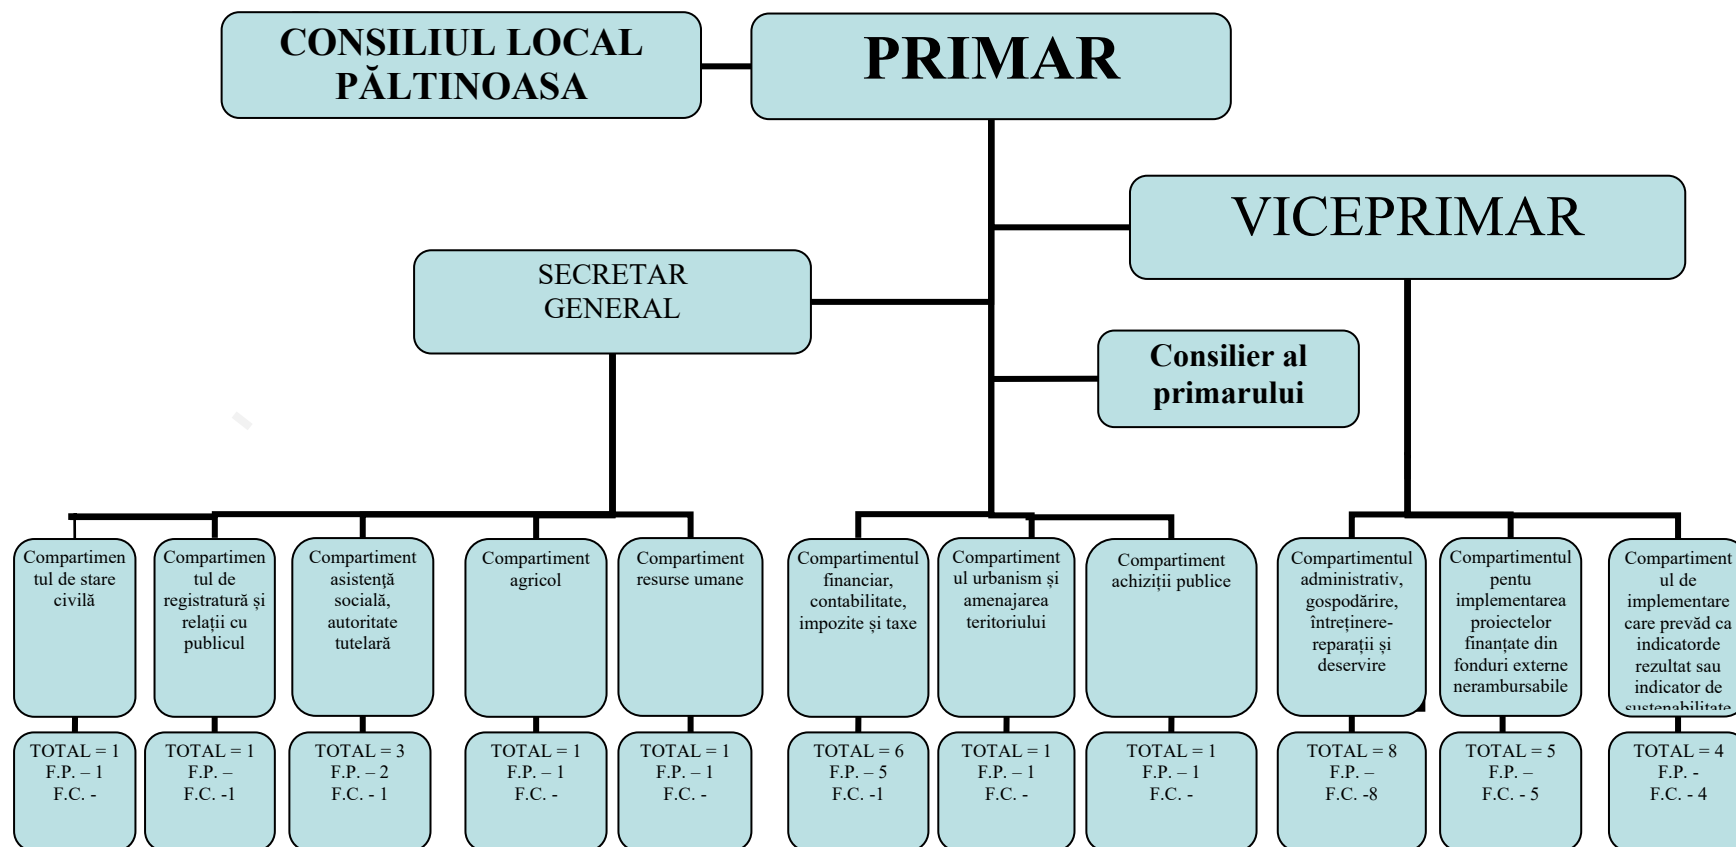 CONSILIUL LOCAL
PĂLTINOASA
PRIMAR
VICEPRIMAR
SECRETAR
GENERAL
Consilier al
primarului
Compartimen
tul de stare
civilă
Compartimen
tul de
registratură și
relații cu
publicul
Compartiment
asistență
socială,
autoritate
tutelară
Compartiment
agricol
Compartiment
resurse umane
Compartimentul
financiar,
contabilitate,
impozite și taxe
Compartiment
ul urbanism și
amenajarea
teritoriului
Compartiment
achiziții publice
Compartimentul
administrativ,
gospodărire,
întreținere-
reparații și
deservire
Compartimentul
pentu
implementarea
proiectelor
finanțate din
fonduri externe
nerambursabile
Compartiment
ul de
implementare
care prevăd ca
indicatorde
rezultat sau
indicator de
sustenabilitate
TOTAL = 1
F.P. – 1
F.C. -
TOTAL = 1
F.P. –
F.C. -1
TOTAL = 3
F.P. – 2
F.C. - 1
TOTAL = 1
F.P. – 1
F.C. -
TOTAL = 1
F.P. – 1
F.C. -
TOTAL = 6
F.P. – 5
F.C. -1
TOTAL = 1
F.P. – 1
F.C. -
TOTAL = 1
F.P. – 1
F.C. -
TOTAL = 8
F.P. –
F.C. -8
TOTAL = 5
F.P. –
F.C. - 5
TOTAL = 4
F.P. -
F.C. - 4